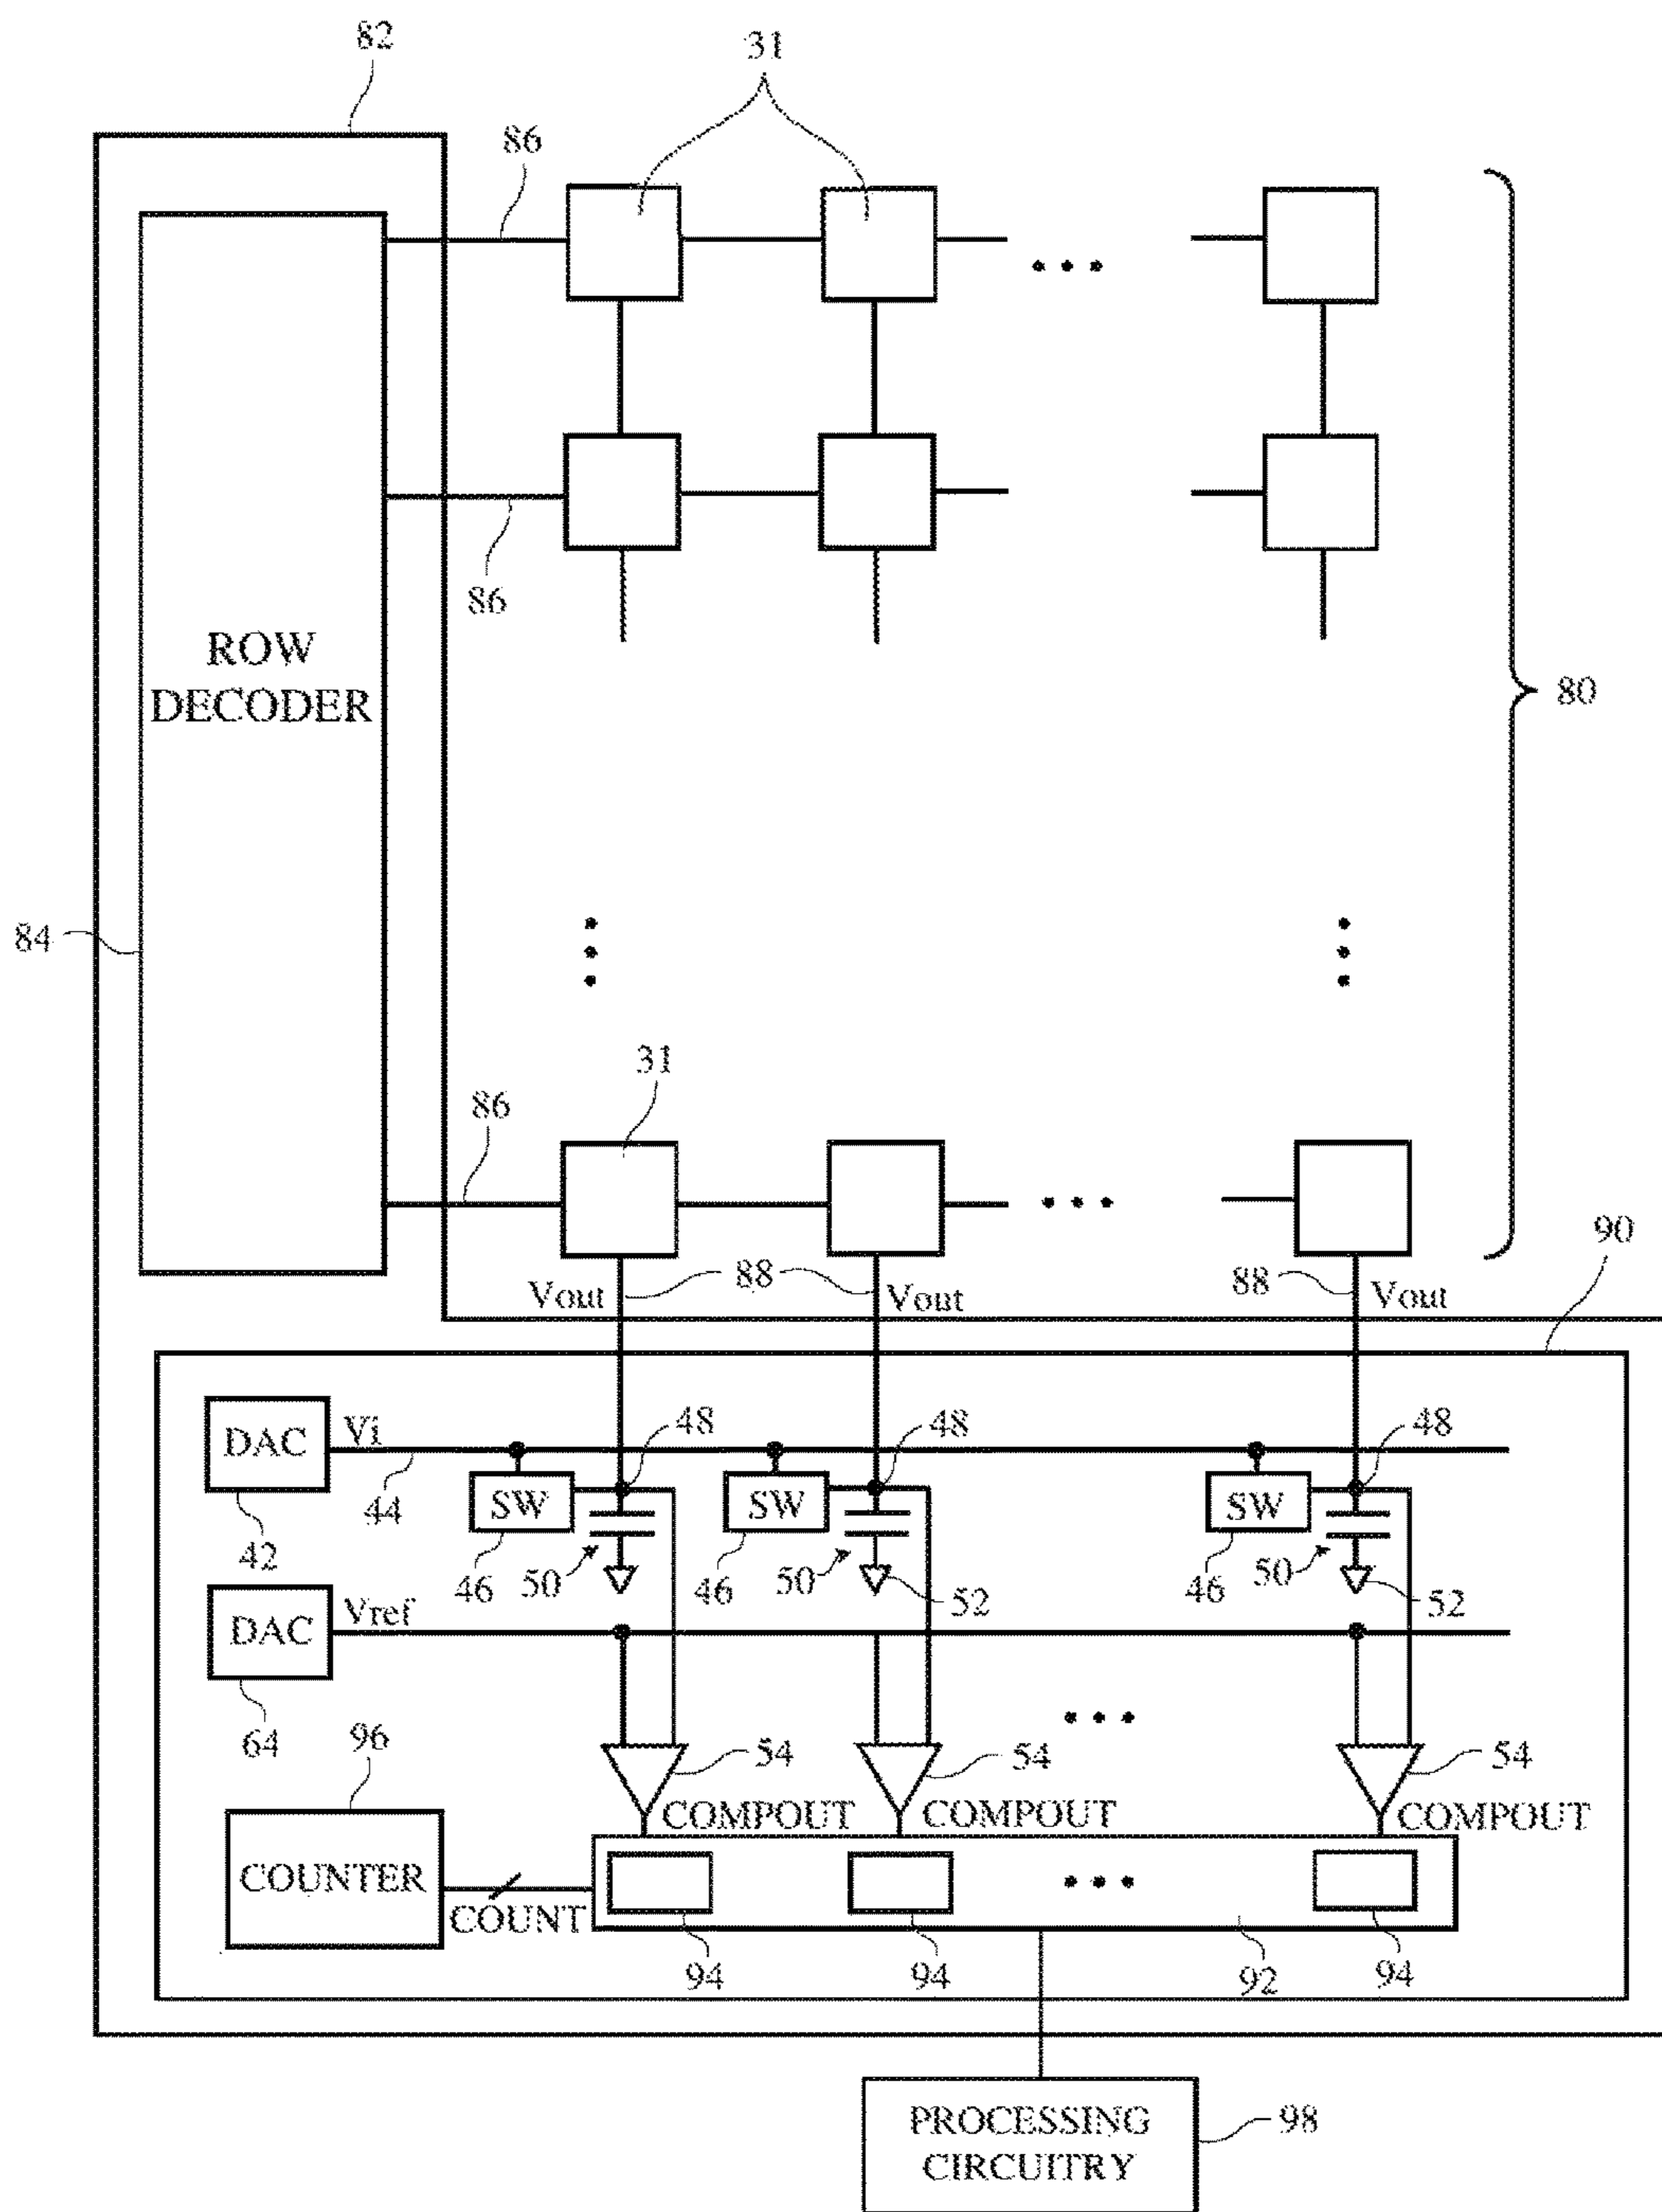 82
31
86
86
ROW
DECODER
80
84
31
86
90
Vout
88
Vout
88
Vout
DAC
Vi
48
48
48
44
SW
SW
SW
42
46
50
46
50
52
46
50
52
DAC
Vref
64
96
54
54
54
COMPOUT
COMPOUT
COMPOUT
COUNTER
COUNT
94
94
92
94
PROCESSING
CIRCUITRY
98